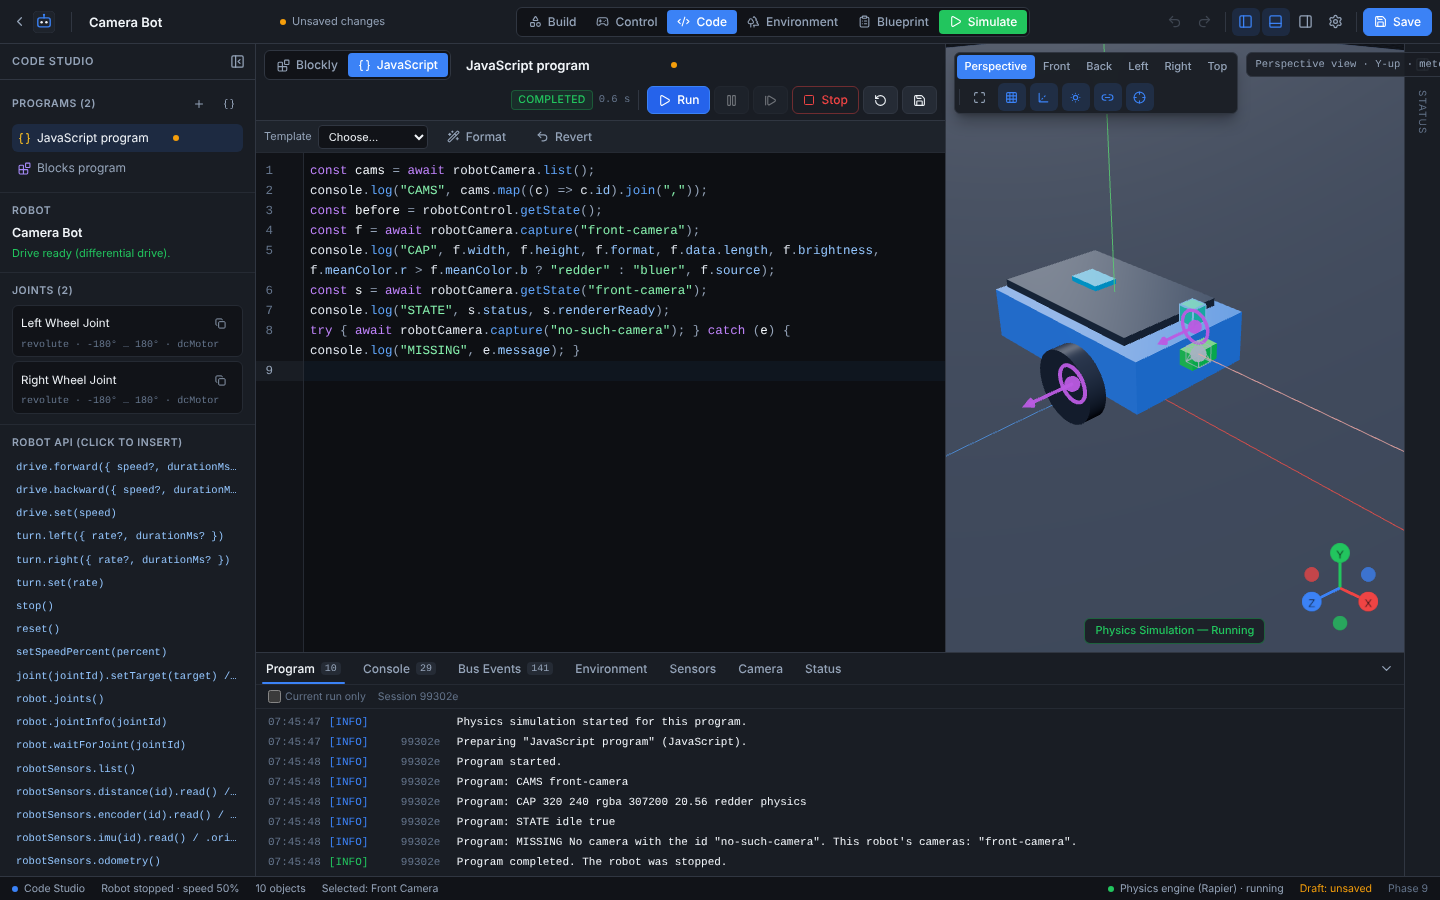 Camera Bot
Unsaved changes
Build
Control
Code
Environment
Blueprint
Simulate
Save
CODE STUDIO
PROGRAMS (2)
JavaScript program
Blocks program
ROBOT
Camera Bot
Drive ready (differential drive).
JOINTS (2)
Left Wheel Joint
revolute · -180° … 180° · dcMotor
Right Wheel Joint
revolute · -180° … 180° · dcMotor
ROBOT API (CLICK TO INSERT)
drive.forward({ speed?, durationMs…
drive.backward({ speed?, durationM…
drive.set(speed)
turn.left({ rate?, durationMs? })
turn.right({ rate?, durationMs? })
turn.set(rate)
stop()
reset()
setSpeedPercent(percent)
joint(jointId).setTarget(target) /…
robot.joints()
robot.jointInfo(jointId)
robot.waitForJoint(jointId)
robotSensors.list()
robotSensors.distance(id).read() /…
robotSensors.encoder(id).read() / …
robotSensors.imu(id).read() / .ori…
robotSensors.odometry()
Blockly
{} JavaScript
JavaScript program
COMPLETED
0.6 s
Run
Stop
Template
Choose...
Format
Revert
1 const cams = await robotCamera.list();
2 console.log("CAMS", cams.map((c) => c.id).join(","));
3 const before = robotControl.getState();
4 const f = await robotCamera.capture("front-camera");
5 console.log("CAP", f.width, f.height, f.format, f.data.length, f.brightness,
f.meanColor.r > f.meanColor.b ? "redder" : "bluer", f.source);
6 const s = await robotCamera.getState("front-camera");
7 console.log("STATE", s.status, s.rendererReady);
8 try { await robotCamera.capture("no-such-camera"); } catch (e) {
console.log("MISSING", e.message); }
9
Perspective
Front
Back
Left
Right
Top
Perspective view · Y-up · mete
STATUS
Y
Z
X
Physics Simulation — Running
Program 10
Console 29
Bus Events 141
Environment
Sensors
Camera
Status
Current run only
Session 99302e
07:45:47 [INFO] Physics simulation started for this program.
07:45:47 [INFO] 99302e Preparing "JavaScript program" (JavaScript).
07:45:48 [INFO] 99302e Program started.
07:45:48 [INFO] 99302e Program: CAMS front-camera
07:45:48 [INFO] 99302e Program: CAP 320 240 rgba 307200 20.56 redder physics
07:45:48 [INFO] 99302e Program: STATE idle true
07:45:48 [INFO] 99302e Program: MISSING No camera with the id "no-such-camera". This robot's cameras: "front-camera".
07:45:48 [INFO] 99302e Program completed. The robot was stopped.
Code Studio
Robot stopped · speed 50%
10 objects
Selected: Front Camera
Physics engine (Rapier) · running
Draft: unsaved
Phase 9